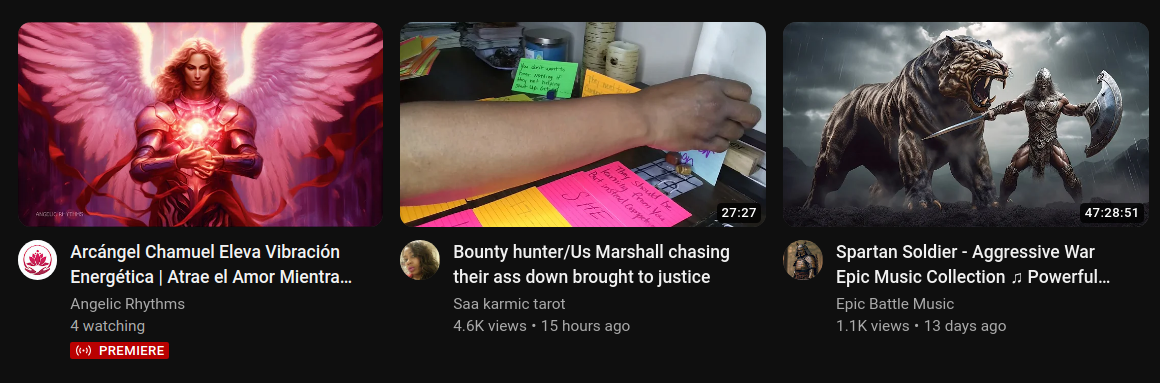 ANGELIC RHYTHMS
You don't want to
SHE
They should be
learning from you
27:27
47:28:51
Arcángel Chamuel Eleva Vibración
Energética | Atrae el Amor Mientra...
Angelic Rhythms
4 watching
PREMIERE
Bounty hunter/Us Marshall chasing
their ass down brought to justice
Saa karmic tarot
4.6K views • 15 hours ago
Spartan Soldier - Aggressive War
Epic Music Collection ♫ Powerful...
Epic Battle Music
1.1K views • 13 days ago